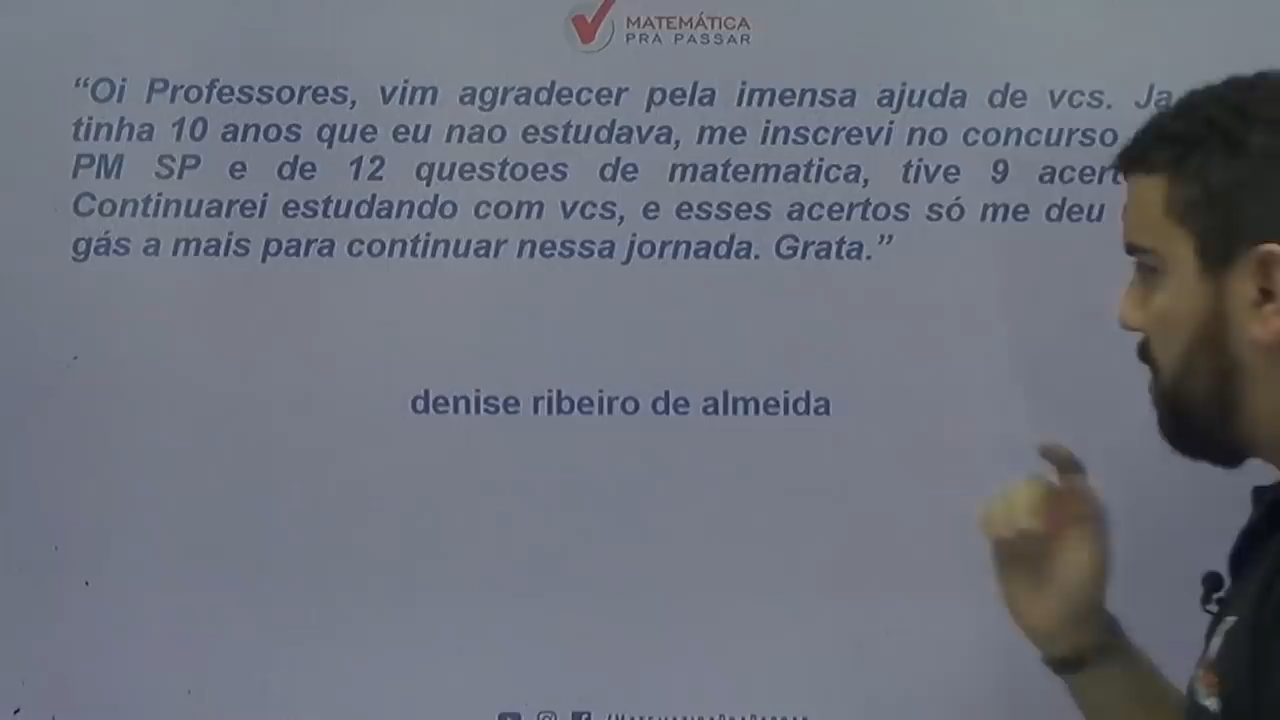 MATEMÁTICA
PRA PASSAR
“Oi Professores, vim agradecer pela imensa ajuda de vcs. Ja
tinha 10 anos que eu nao estudava, me inscrevi no concurso
PM SP e de 12 questoes de matematica, tive 9
Continuarei estudando com vcs, e esses acertos só me deu
gás a mais para continuar nessa jornada. Grata.”
denise ribeiro de almeida